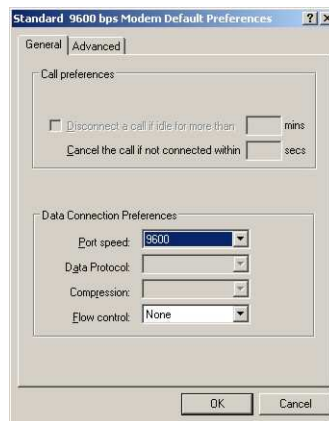 Standard 9600 bps Modem Default Preferences
General Advanced
Call preferences
Disconnect a call if idle for more than mins
Cancel the call if not connected within secs
Data Connection Preferences
Port speed: 9600
Data Protocol:
Compression:
Flow control: None
OK Cancel